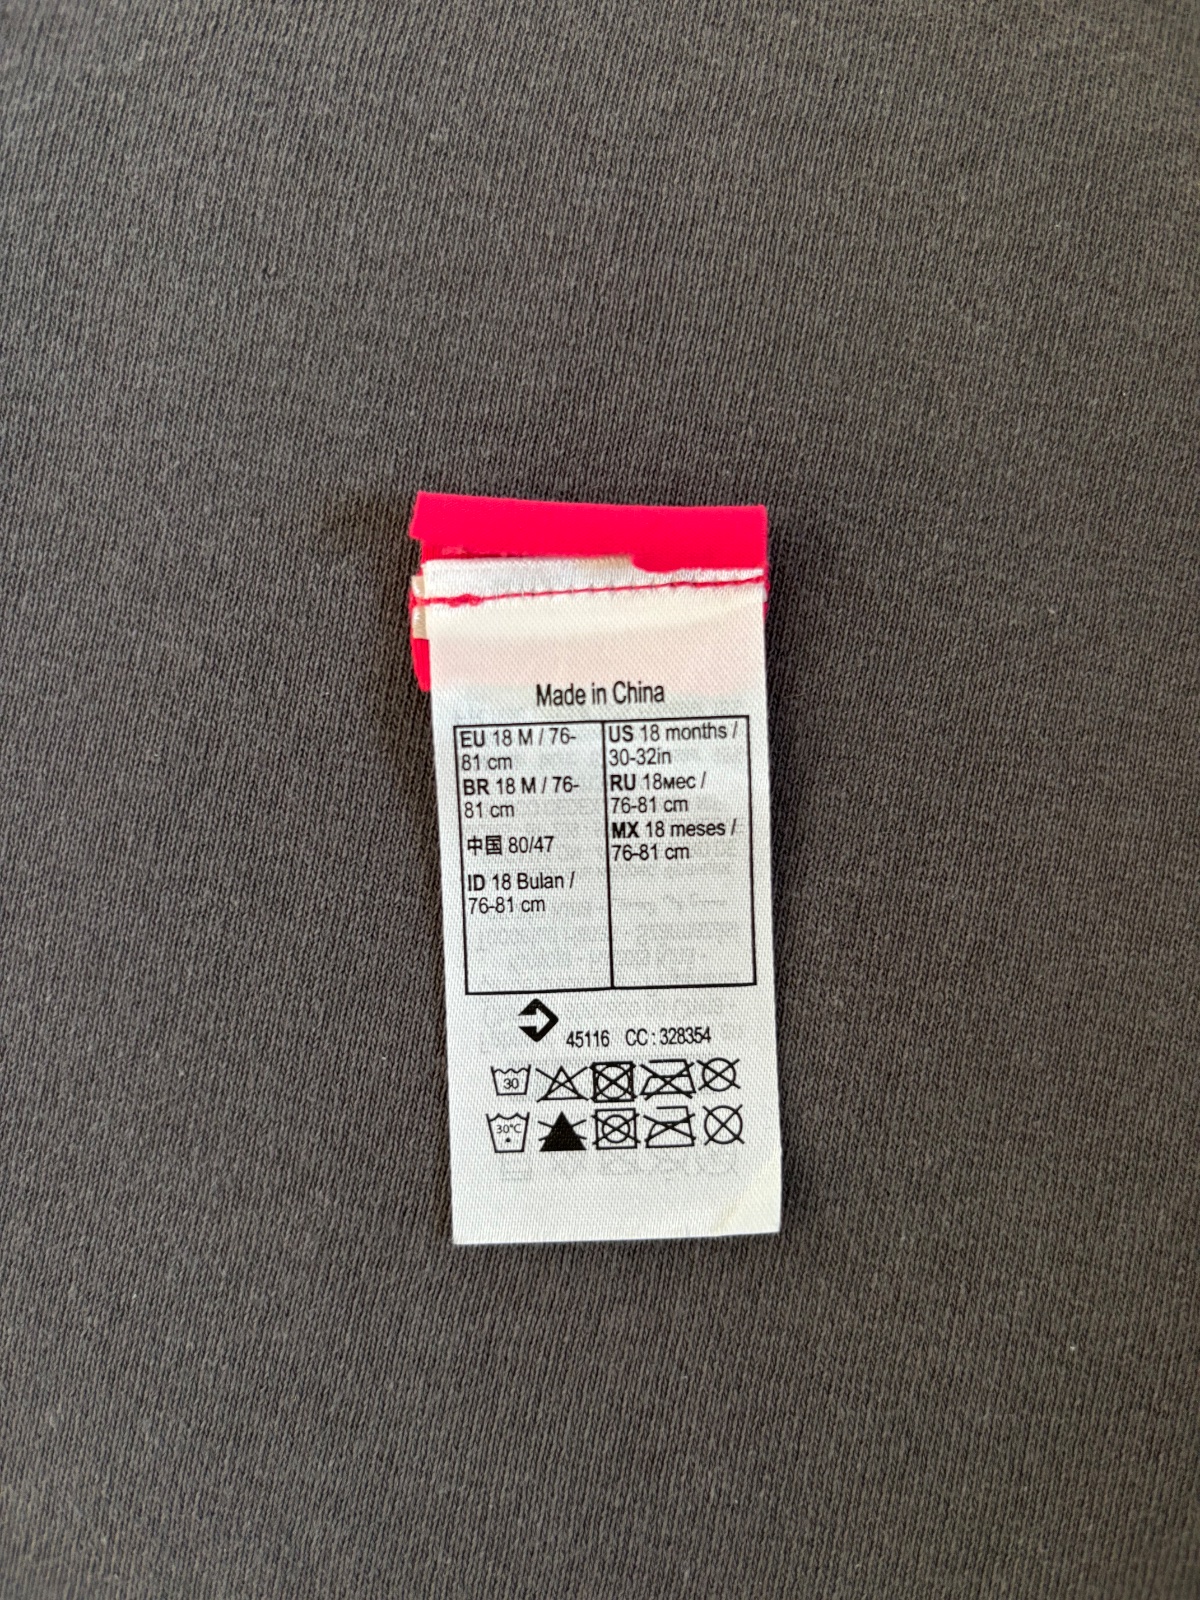 Made in China
EU 18 M / 76-
81 cm
BR 18 M / 76-
81 cm
中国 80/47
ID 18 Bulan /
76-81 cm
US 18 months /
30-32in
RU 18мес /
76-81 cm
MX 18 meses /
76-81 cm
45116 CC : 328354
30
30°C